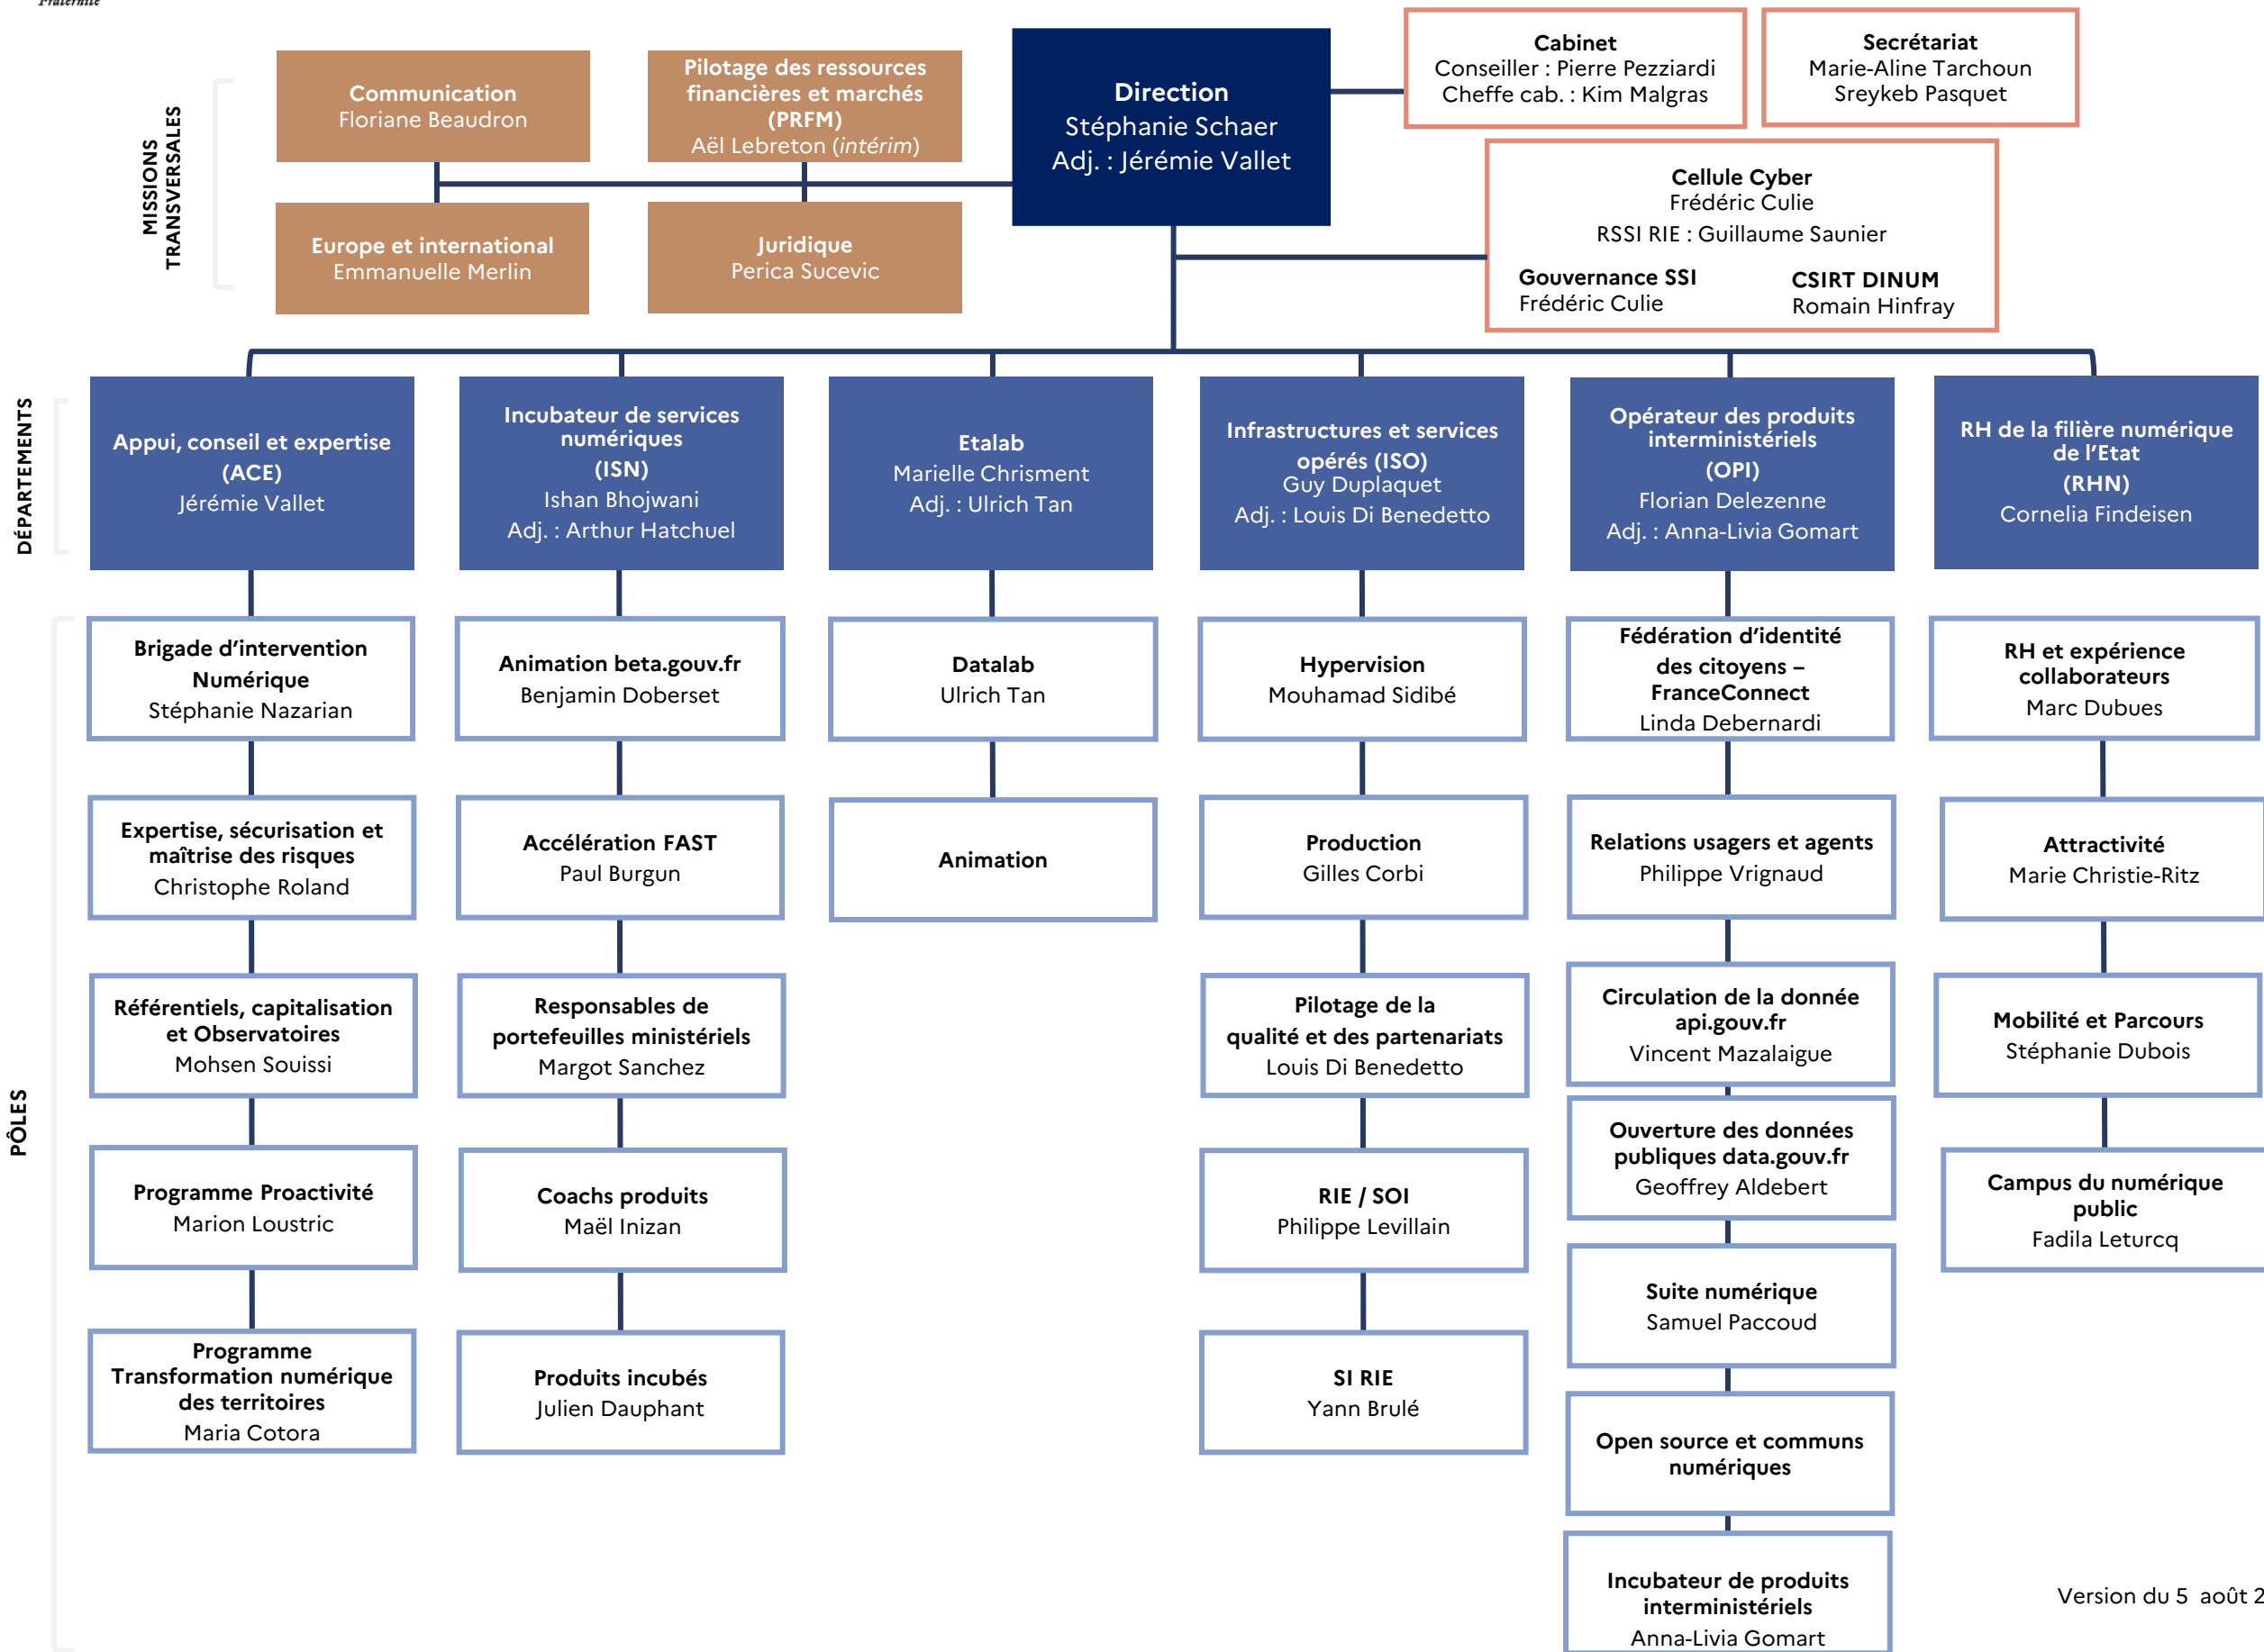 Fraternité
Communication
Floriane Beaudron
Pilotage des ressources
financières et marchés
(PRFM)
Aël Lebreton (intérim)
Direction
Stéphanie Schaer
Adj. : Jérémie Vallet
Cabinet
Conseiller : Pierre Pezziardi
Cheffe cab. : Kim Malgras
Secrétariat
Marie-Aline Tarchoun
Sreykeb Pasquet
MISSIONS
TRANSVERSALES
Europe et international
Emmanuelle Merlin
Juridique
Perica Sucevic
Cellule Cyber
Frédéric Culie
RSSI RIE : Guillaume Saunier
Gouvernance SSI
Frédéric Culie
CSIRT DINUM
Romain Hinfray
DÉPARTEMENTS
Appui, conseil et expertise
(ACE)
Jérémie Vallet
Incubateur de services
numériques
(ISN)
Ishan Bhojwani
Adj. : Arthur Hatchuel
Etalab
Marielle Chrisment
Adj. : Ulrich Tan
Infrastructures et services
opérés (ISO)
Guy Duplaquet
Adj. : Louis Di Benedetto
Opérateur des produits
interministériels
(OPI)
Florian Delezenne
Adj. : Anna-Livia Gomart
RH de la filière numérique
de l'Etat
(RHN)
Cornelia Findeisen
PÔLES
Brigade d'intervention
Numérique
Stéphanie Nazarian
Expertise, sécurisation et
maîtrise des risques
Christophe Roland
Référentiels, capitalisation
et Observatoires
Mohsen Souissi
Programme Proactivité
Marion Loustric
Programme
Transformation numérique
des territoires
Maria Cotora
Animation beta.gouv.fr
Benjamin Doberset
Accélération FAST
Paul Burgun
Responsables de
portefeuilles ministériels
Margot Sanchez
Coachs produits
Maël Inizan
Produits incubés
Julien Dauphant
Datalab
Ulrich Tan
Animation
Hypervision
Mouhamad Sidibé
Production
Gilles Corbi
Pilotage de la
qualité et des partenariats
Louis Di Benedetto
RIE / SOI
Philippe Levillain
SI RIE
Yann Brulé
Fédération d'identité
des citoyens –
FranceConnect
Linda Debernardi
Relations usagers et agents
Philippe Vrignaud
Circulation de la donnée
api.gouv.fr
Vincent Mazalaigue
Ouverture des données
publiques data.gouv.fr
Geoffrey Aldebert
Suite numérique
Samuel Paccoud
Open source et communs
numériques
Incubateur de produits
interministériels
Anna-Livia Gomart
RH et expérience
collaborateurs
Marc Dubues
Attractivité
Marie Christie-Ritz
Mobilité et Parcours
Stéphanie Dubois
Campus du numérique
public
Fadila Leturcq
Version du 5 août 2